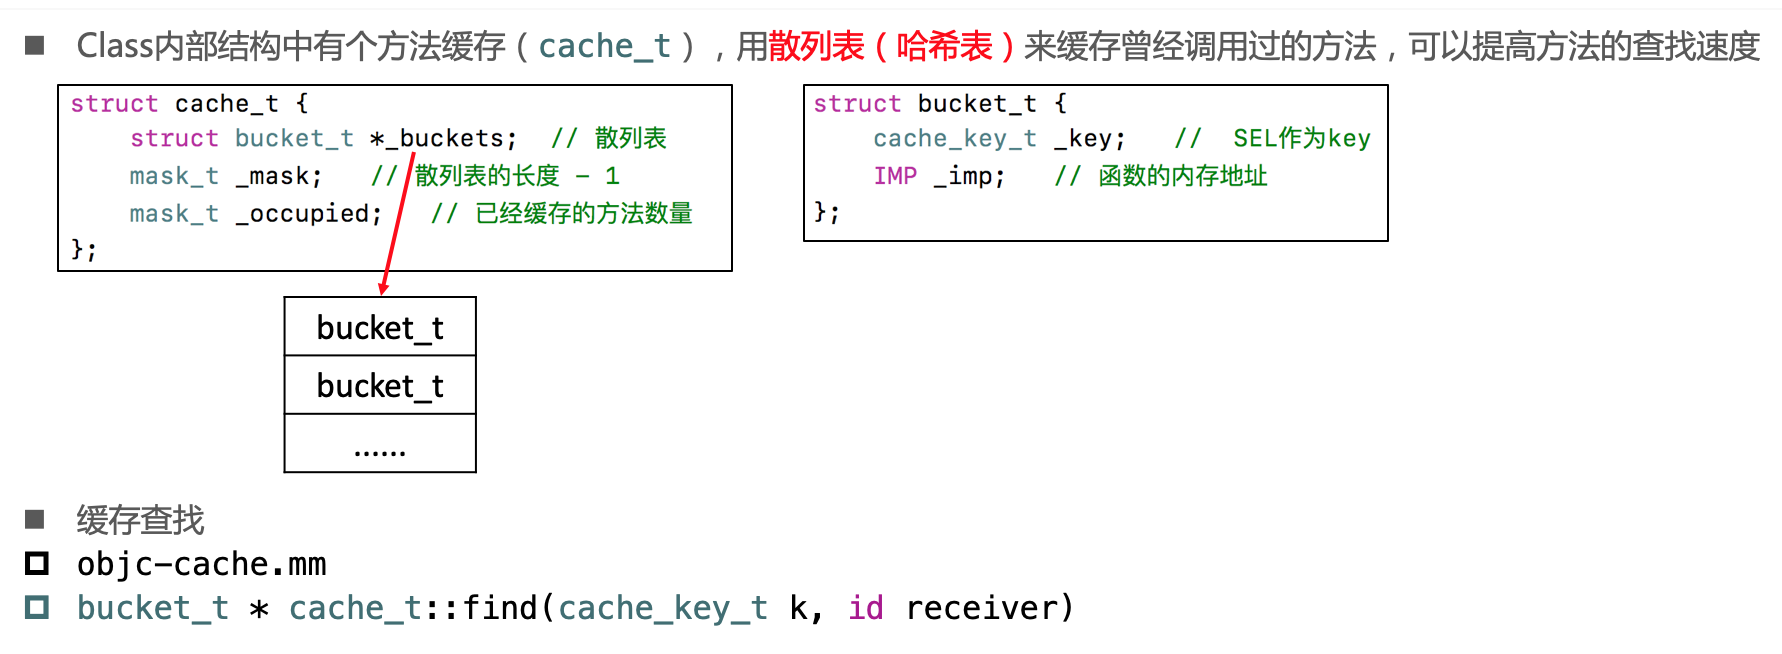 Class内部结构中有个方法缓存（cache_t），用散列表（哈希表）来缓存曾经调用过的方法，可以提高方法的查找速度
struct cache_t {
struct bucket_t *_buckets; // 散列表
mask_t _mask; // 散列表的长度 - 1
mask_t _occupied; // 已经缓存的方法数量
};
struct bucket_t {
cache_key_t _key; // SEL作为key
IMP _imp; // 函数的内存地址
};
bucket_t
bucket_t
......
缓存查找
objc-cache.mm
bucket_t * cache_t::find(cache_key_t k, id receiver)